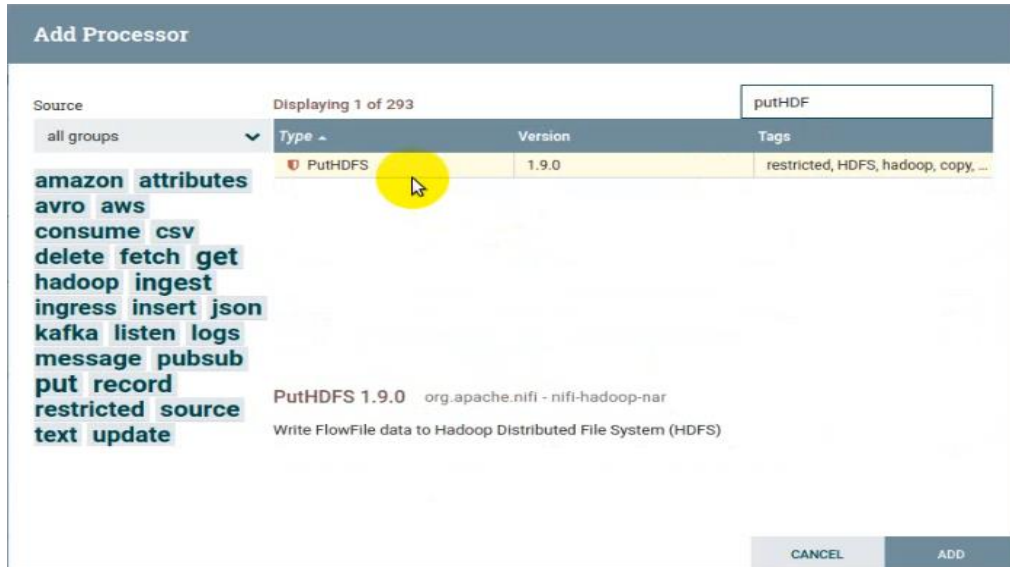 Add Processor
Source
all groups
amazon attributes
avro aws
consume csv
delete fetch get
hadoop ingest
ingress insert json
kafka listen logs
message pubsub
put record
restricted source
text update
Displaying 1 of 293
putHDF
Type Version Tags
PutHDFS 1.9.0 restricted, HDFS, hadoop, copy, ...
PutHDFS 1.9.0 org.apache.nifi - nifi-hadoop-nar
Write FlowFile data to Hadoop Distributed File System (HDFS)
CANCEL ADD